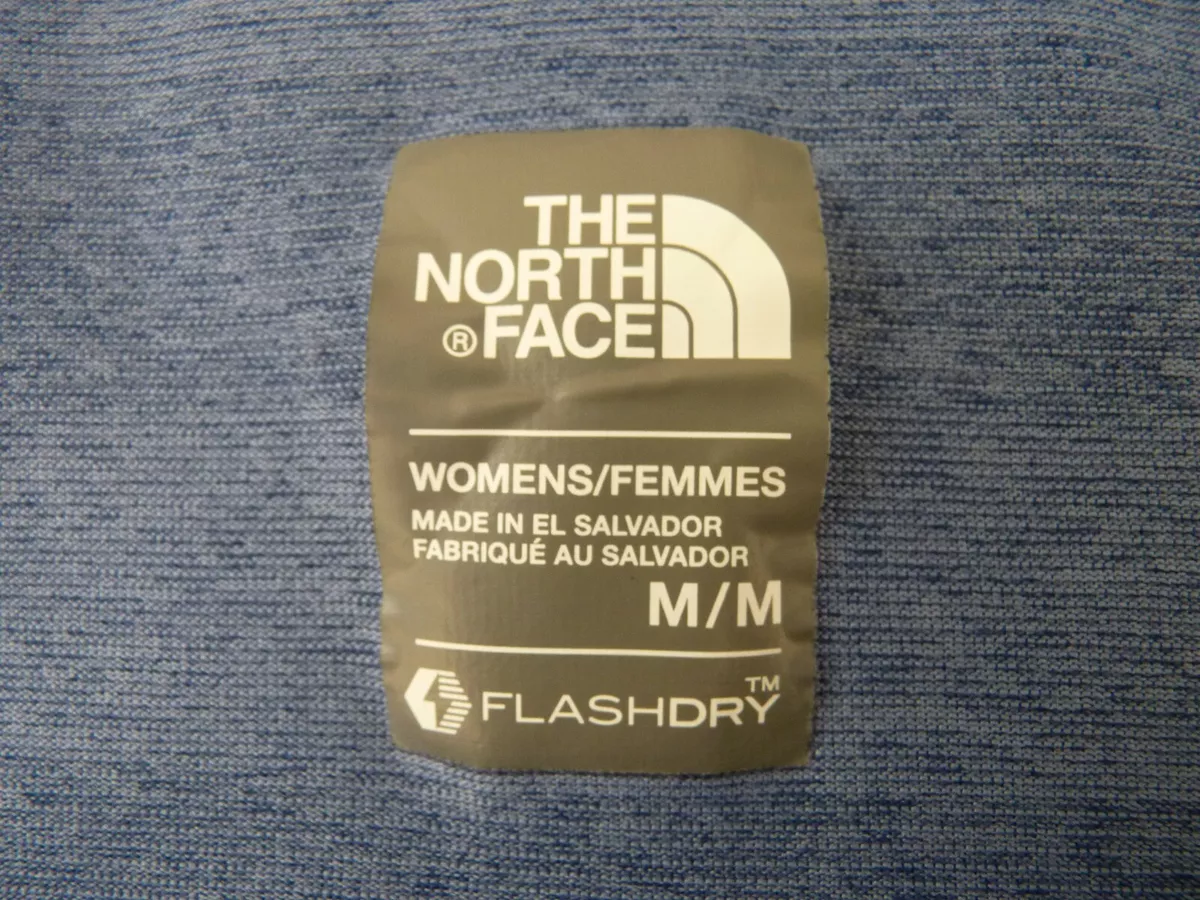 THE
NORTH
® FACE
WOMENS/FEMMES
MADE IN EL SALVADOR
FABRIQUÉ AU SALVADOR
M/M
FLASHDRY™